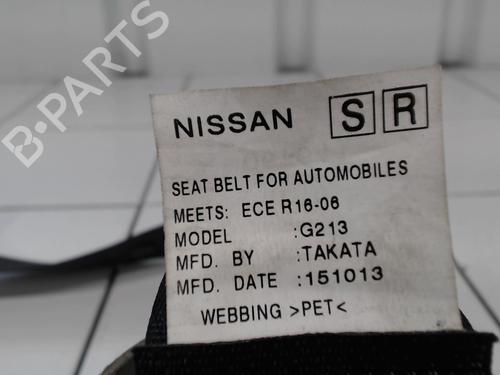 B-PARTS
NISSAN S R
SEAT BELT FOR AUTOMOBILES
MEETS: ECE R16-06
MODEL :G213
MFD. BY :TAKATA
MFD. DATE :151013
WEBBING >PET<